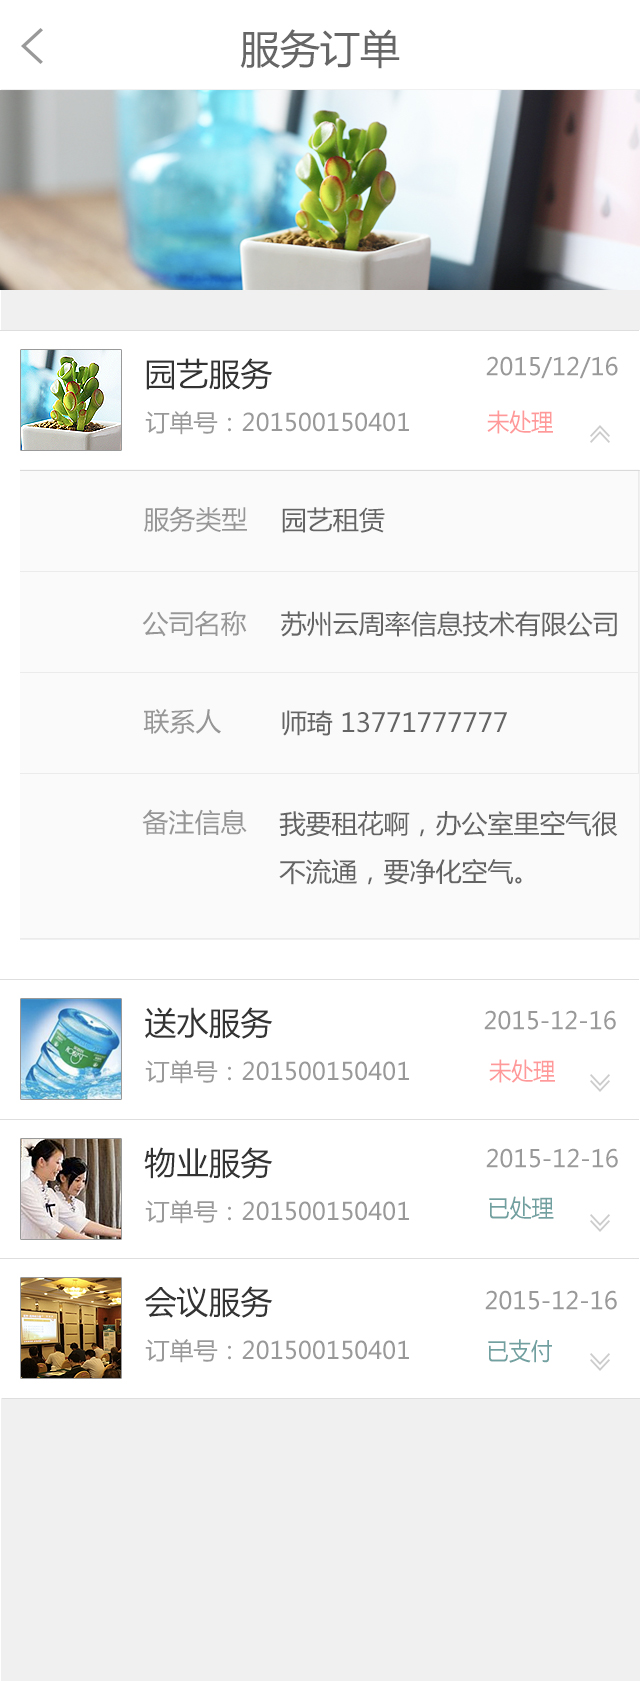 服务订单
园艺服务
2015/12/16
订单号：201500150401
未处理
服务类型 园艺租赁
公司名称 苏州云周率信息技术有限公司
联系人 师琦 13771777777
备注信息 我要租花啊，办公室里空气很
不流通，要净化空气。
送水服务
2015-12-16
订单号：201500150401
未处理
物业服务
2015-12-16
订单号：201500150401
已处理
会议服务
2015-12-16
订单号：201500150401
已支付